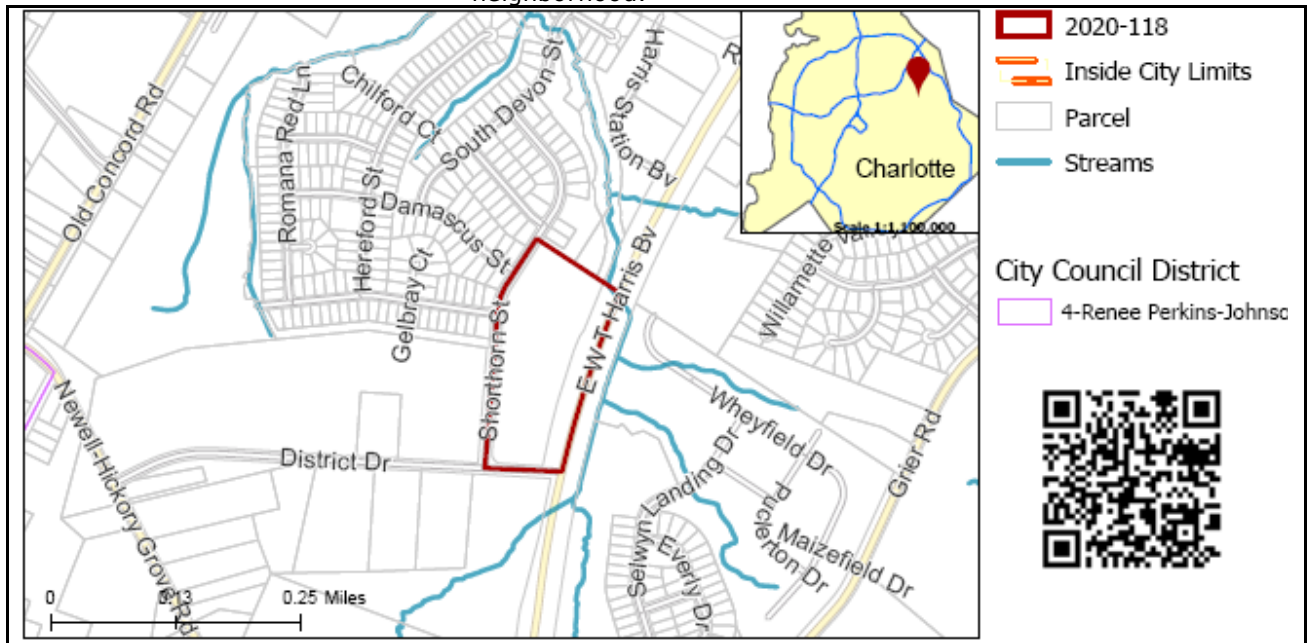 neighborhood.
2020-118
Inside City Limits
Parcel
Streams
City Council District
4-Renee Perkins-Johnso
Charlotte
Scale 1:1,100,000
Old Concord Rd
Romana Red Ln
Chilford Ct
South Devon St
Harris Station Bv
R
Hereford St
Damascus St
Gelbray Ct
Shorthorn St
E W T Harris Bv
Willamette Valley
Newell-Hickory Grove Rd
District Dr
Wheyfield Dr
Grier Rd
Selwyn Landing Dr
Puckerton Dr
Maizefield Dr
Everly Dr
0
0.13
0.25 Miles